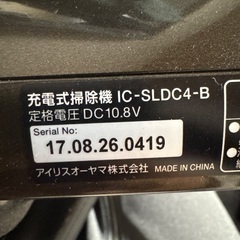 充電式掃除機 IC-SLDC4-B
定格電圧 DC10.8V
Serial No:
17.08.26.0419
アイリスオーヤマ株式会社 MADE IN CHINA